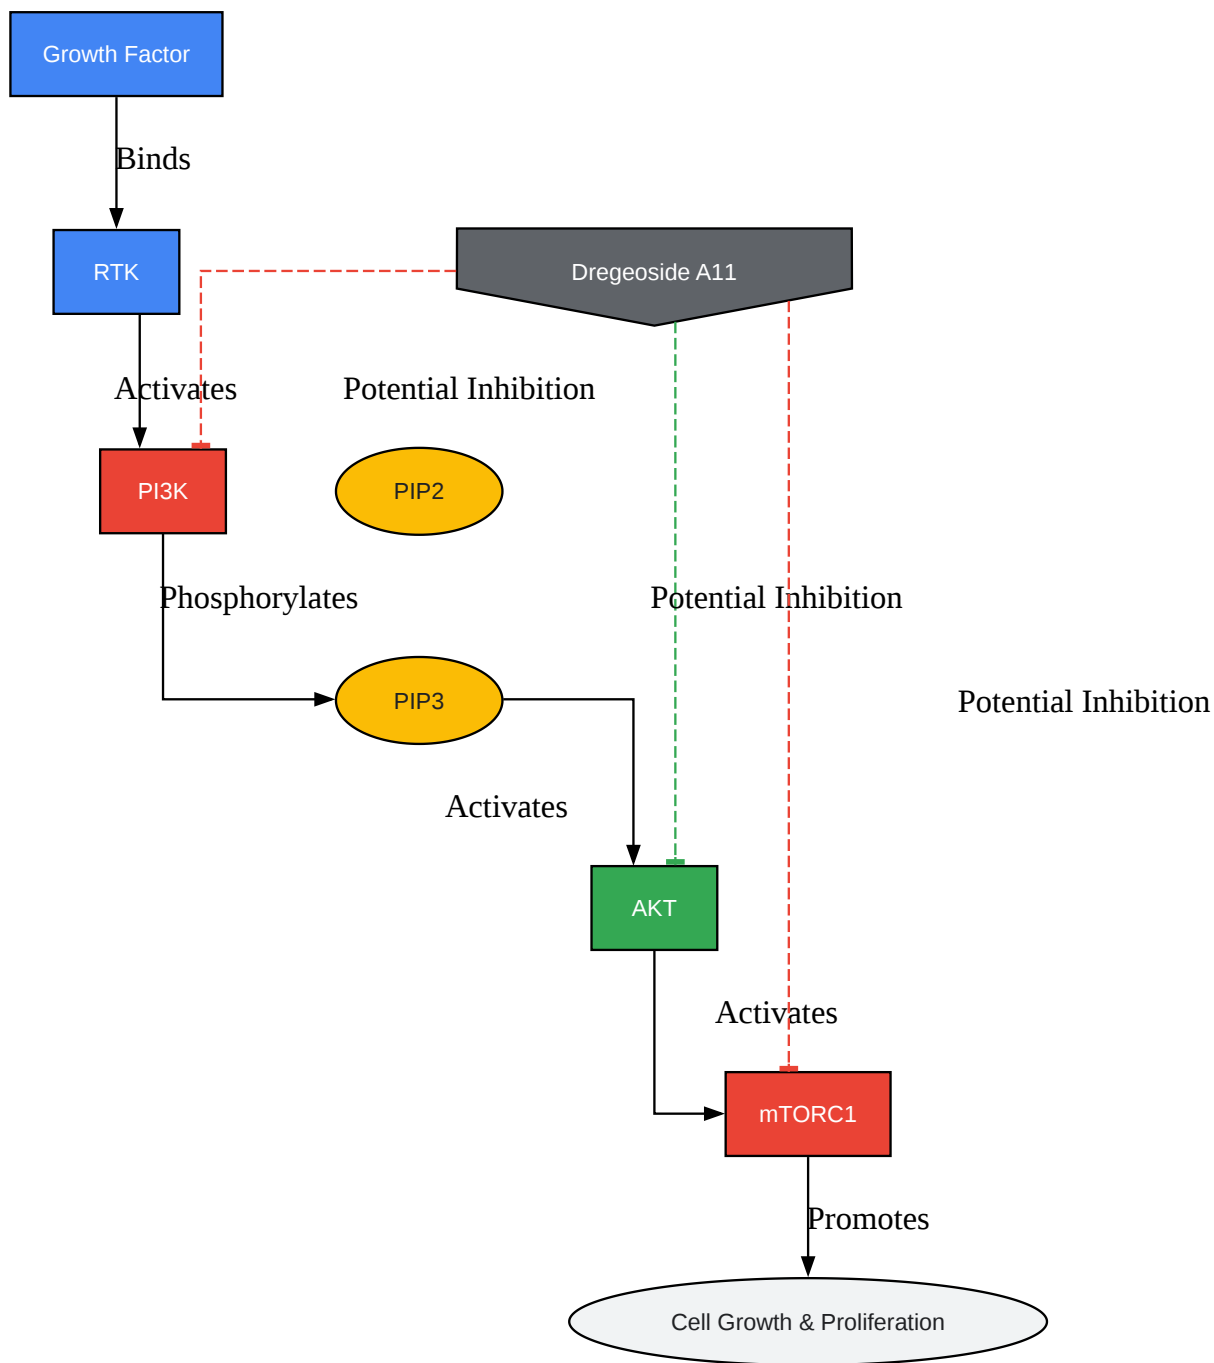 Growth Factor
Binds
RTK
Dregeoside A11
Activates
Potential Inhibition
PI3K
PIP2
Phosphorylates
Potential Inhibition
PIP3
Potential Inhibition
Activates
AKT
Activates
mTORC1
Promotes
Cell Growth & Proliferation